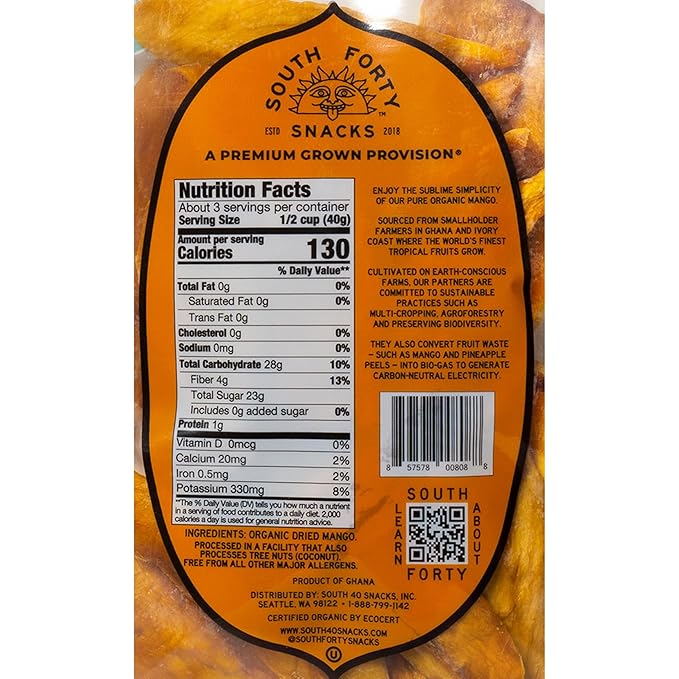 SOUTH FORTY
ESTD SNACKS™ 2018
A PREMIUM GROWN PROVISION®
Nutrition Facts
About 3 servings per container
Serving Size 1/2 cup (40g)
Amount per serving
Calories 130
% Daily Value**
Total Fat 0g 0%
Saturated Fat 0g 0%
Trans Fat 0g
Cholesterol 0g 0%
Sodium 0mg 0%
Total Carbohydrate 28g 10%
Fiber 4g 13%
Total Sugar 23g
Includes 0g added sugar 0%
Protein 1g
Vitamin D 0mcg 0%
Calcium 20mg 2%
Iron 0.5mg 2%
Potassium 330mg 8%
**The % Daily Value (DV) tells you how much a nutrient
in a serving of food contributes to a daily diet. 2,000
calories a day is used for general nutrition advice.
INGREDIENTS: ORGANIC DRIED MANGO.
PROCESSED IN A FACILITY THAT ALSO
PROCESSES TREE NUTS (COCONUT).
FREE FROM ALL OTHER MAJOR ALLERGENS.
ENJOY THE SUBLIME SIMPLICITY
OF OUR PURE ORGANIC MANGO.
SOURCED FROM SMALLHOLDER
FARMERS IN GHANA AND IVORY
COAST WHERE THE WORLD'S FINEST
TROPICAL FRUITS GROW.
CULTIVATED ON EARTH-CONSCIOUS
FARMS, OUR PARTNERS ARE
COMMITTED TO SUSTAINABLE
PRACTICES SUCH AS
MULTI-CROPPING, AGROFORESTRY
AND PRESERVING BIODIVERSITY.
THEY ALSO CONVERT FRUIT WASTE
– SUCH AS MANGO AND PINEAPPLE
PEELS – INTO BIO-GAS TO GENERATE
CARBON-NEUTRAL ELECTRICITY.
8 57578 00808 8
LEARN ABOUT
SOUTH
FORTY
PRODUCT OF GHANA
DISTRIBUTED BY: SOUTH 40 SNACKS, INC.
SEATTLE, WA 98122 • 1-888-799-1142
CERTIFIED ORGANIC BY ECOCERT
WWW.SOUTH40SNACKS.COM
@SOUTHFORTYSNACKS
U